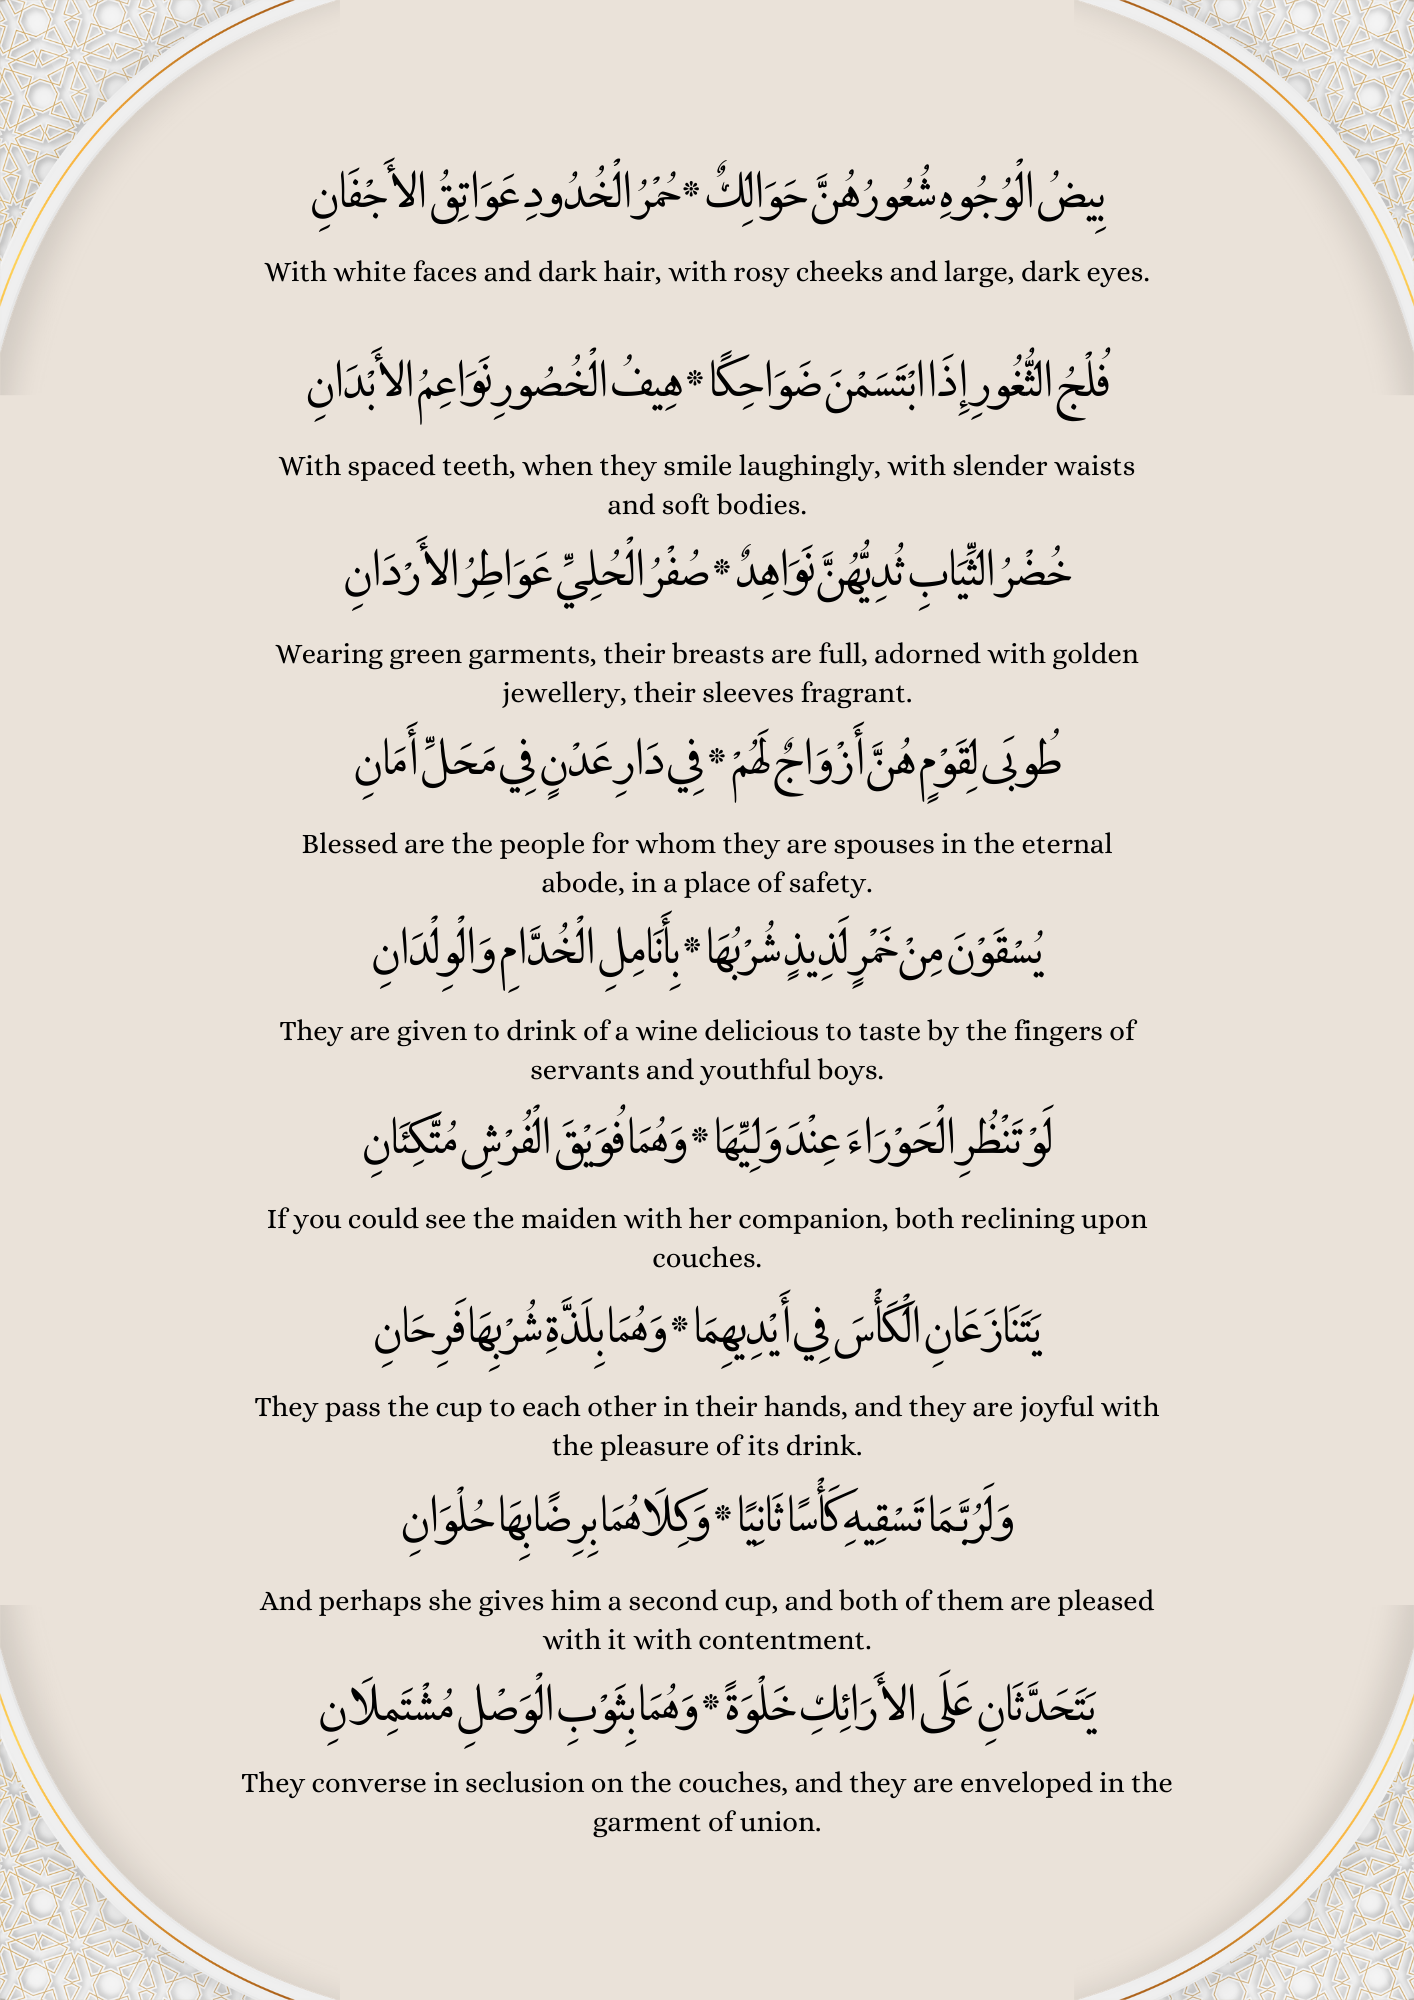 بِيضُ الْوُجُوهِ شُعُورُهُنَّ حَوَالِكٌ * حُمْرُ الْخُدُودِ عَوَاتِقُ الأَجْفَانِ
With white faces and dark hair, with rosy cheeks and large, dark eyes.
فُلْجُ الثُّغُورِ إِذَا ابْتَسَمْنَ ضَوَاحِكًا * هِيفُ الْخُصُورِ نَوَاعِمُ الأَبْدَانِ
With spaced teeth, when they smile laughingly, with slender waists
and soft bodies.
خُضْرُ الثِّيَابِ ثُدِيُّهُنَّ نَوَاهِدٌ * صُفْرُ الْحُلِيِّ عَوَاطِرُ الأَرْدَانِ
Wearing green garments, their breasts are full, adorned with golden
jewellery, their sleeves fragrant.
طُوبَى لِقَوْمٍ هُنَّ أَزْوَاجٌ لَهُمْ * فِي دَارِ عَدْنٍ فِي مَحَلِّ أَمَانِ
Blessed are the people for whom they are spouses in the eternal
abode, in a place of safety.
يُسْقَوْنَ مِنْ خَمْرٍ لَذِيذٍ شُرْبُهَا * بِأَنَامِلِ الْخُدَّامِ وَالْوِلْدَانِ
They are given to drink of a wine delicious to taste by the fingers of
servants and youthful boys.
لَوْ تَنْظُرِ الْحَوْرَاءَ عِنْدَ وَلِيِّهَا * وَهُمَا فُوَيْقَ الْفُرْشِ مُتَّكِئَانِ
If you could see the maiden with her companion, both reclining upon
couches.
يَتَنَازَعَانِ الْكَأْسَ فِي أَيْدِيهِمَا * وَهُمَا بِلَذَّةِ شُرْبِهَا فَرِحَانِ
They pass the cup to each other in their hands, and they are joyful with
the pleasure of its drink.
وَلَرُبَّمَا تَسْقِيهِ كَأْسًا ثَانِيًا * وَكِلَاهُمَا بِرِضًا بِهَا حُلْوَانِ
And perhaps she gives him a second cup, and both of them are pleased
with it with contentment.
يَتَحَدَّثَانِ عَلَى الأَرَائِكِ خَلْوَةً * وَهُمَا بِثَوْبِ الْوَصْلِ مُشْتَمِلَانِ
They converse in seclusion on the couches, and they are enveloped in the
garment of union.